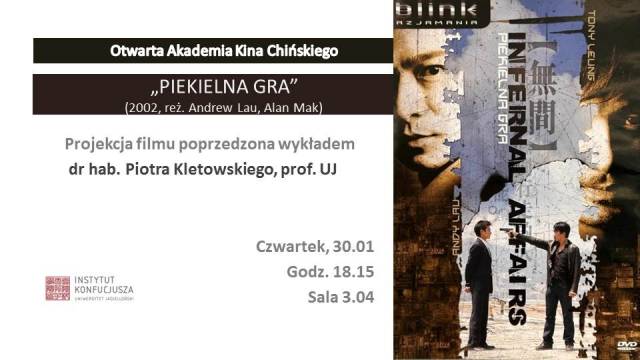 Otwarta Akademia Kina Chińskiego
„PIEKIELNA GRA”
(2002, reż. Andrew Lau, Alan Mak)
Projekcja filmu poprzedzona wykładem
dr hab. Piotra Kletowskiego, prof. UJ
Czwartek, 30.01
Godz. 18.15
Sala 3.04
INSTYTUT
KONFUCJUSZA
UNIWERSYTET JAGIELLOŃSKI
blink
AZJAMANIA
TONY LEUNG
INFERNAL AFFAIRS
PIEKIELNA GRA
ANDY LAU
DVD